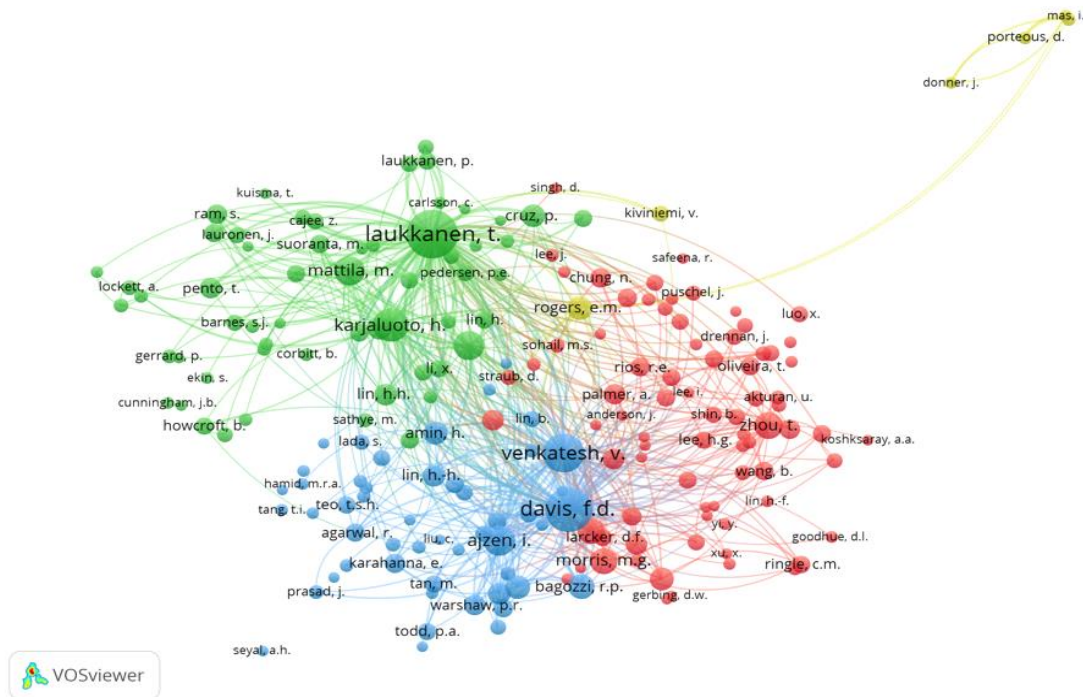 mas, i.
porteous, d.
donner, j.
laukkanen, p.
kuisma, t.
singh, d.
carlsson, c.
ram, s.
cajee, z.
cruz, p.
kiviniemi, v.
lauronen, j.
laukkanen, t.
suoranta, m.
lee, j.
safeena, r.
mattila, m.
pedersen, p.e.
chung, n.
lockett, a.
pento, t.
puschel, j.
rogers, e.m.
luo, x.
barnes, s.j.
karjaluoto, h.
lin, h.
drennan, j.
sohail, m.s.
gerrard, p.
corbitt, b.
li, x.
rios, r.e.
oliveira, t.
ekin, s.
straub, d.
lin, h.h.
palmer, a.
lee, i.
akturan, u.
cunningham, j.b.
howcroft, b.
sathye, m.
lin, b.
anderson, j.
shin, b.
zhou, t.
lada, s.
amin, h.
lee, h.g.
koshksaray, a.a.
venkatesh, v.
lin, h.-h.
wang, b.
hamid, m.r.a.
tang, t.i.
teo, t.s.h.
davis, f.d.
lin, h.-f.
agarwal, r.
liu, c.
ajzen, i.
larcker, d.f.
yi, y.
goodhue, d.l.
karahanna, e.
morris, m.g.
xu, x.
ringle, c.m.
prasad, j.
tan, m.
bagozzi, r.p.
gerbing, d.w.
warshaw, p.r.
todd, p.a.
seyal, a.h.
VOSviewer